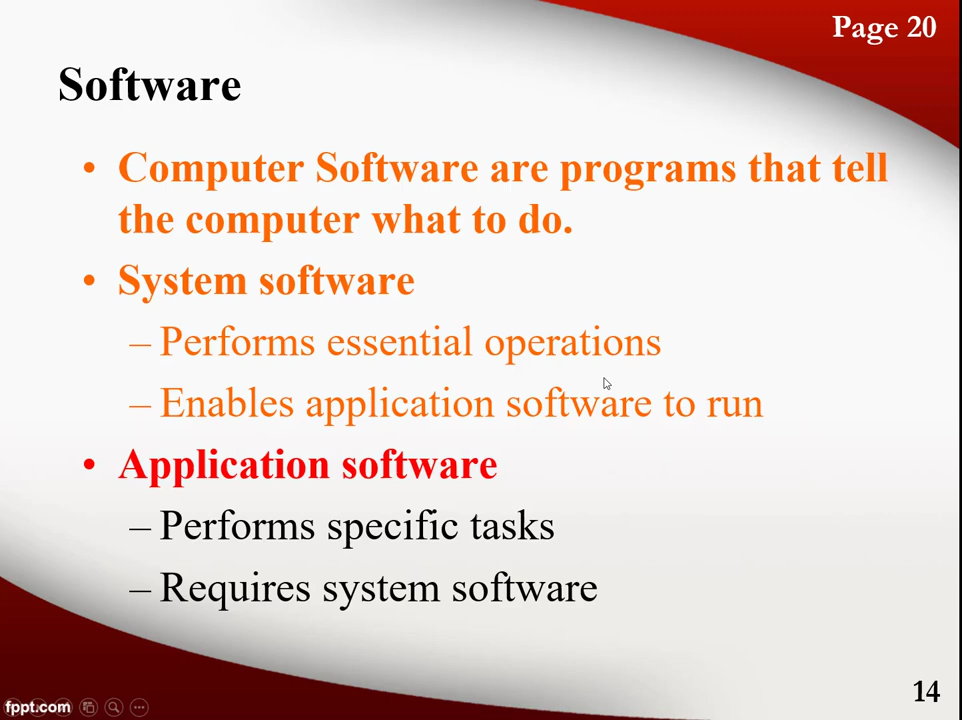 Page 20
Software
• Computer Software are programs that tell
the computer what to do.
• System software
– Performs essential operations
– Enables application software to run
• Application software
– Performs specific tasks
– Requires system software
14
fppt.com